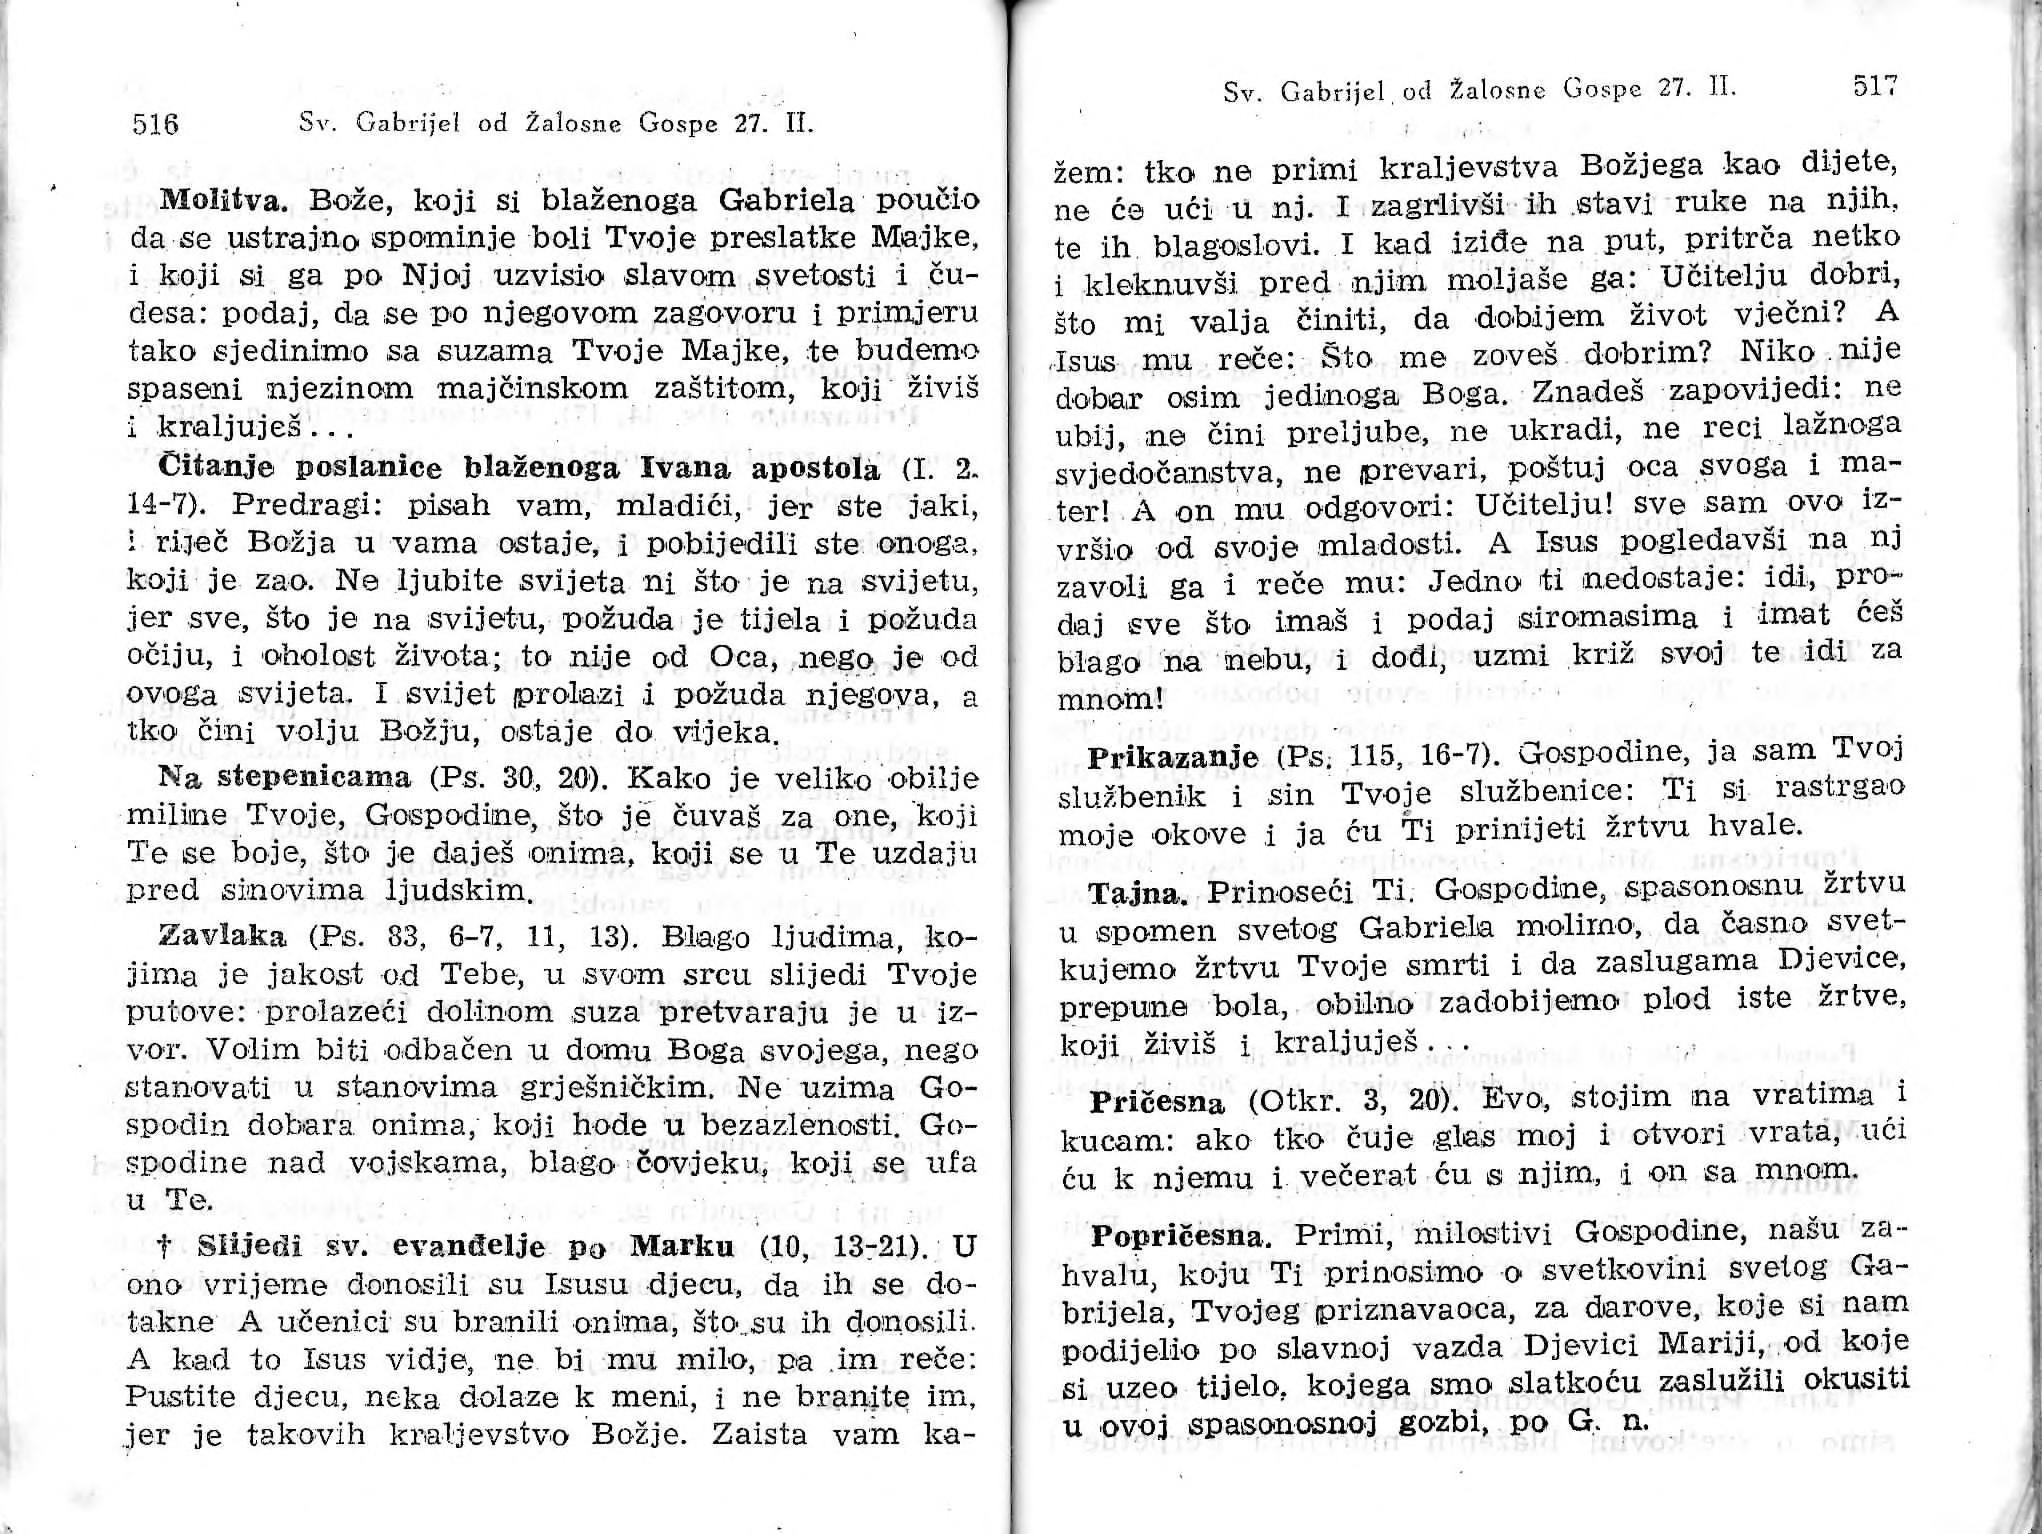 516 Sv. Gabrijel od Žalosne Gospe 27. II.
Molitva. Bože, koji si blaženoga Gabriela poučio
da se ustrajno spominje boli Tvoje preslatke Majke,
i koji si ga po Njoj uzvisio slavom svetosti i ču-
desa: podaj, da se po njegovom zagovoru i primjeru
tako sjedinimo sa suzama Tvoje Majke, te budemo
spaseni njezinom majčinskom zaštitom, koji živiš
i kraljuješ...
Čitanje poslanice blaženoga Ivana apostola (I. 2.
14-7). Predragi: pisah vam, mladići, jer ste jaki,
i riječ Božja u vama ostaje, i pobijedili ste onoga,
koji je zao. Ne ljubite svijeta ni što je na svijetu,
jer sve, što je na svijetu, požuda je tijela i požuda
očiju, i oholost života; to nije od Oca, nego je od
ovoga svijeta. I svijet prolazi i požuda njegova, a
tko čini volju Božju, ostaje do vijeka.
Na stepenicama (Ps. 30, 20). Kako je veliko obilje
miline Tvoje, Gospodine, što je čuvaš za one, koji
Te se boje, što je daješ onima, koji se u Te uzdaju
pred sinovima ljudskim.
Zavlaka (Ps. 83, 6-7, 11, 13). Blago ljudima, ko-
jima je jakost od Tebe, u svom srcu slijedi Tvoje
putove: prolazeći dolinom suza pretvaraju je u iz-
vor. Volim biti odbačen u domu Boga svojega, nego
stanovati u stanovima grješničkim. Ne uzima Go-
spodin dobara onima, koji hode u bezazlenosti. Go-
spodine nad vojskama, blago čovjeku, koji se ufa
u Te.
† Slijedi sv. evanđelje po Marku (10, 13-21). U
ono vrijeme donosili su Isusu djecu, da ih se do-
takne A učenici su branili onima, što su ih donosili.
A kad to Isus vidje, ne bi mu milo, pa im reče:
Pustite djecu, neka dolaze k meni, i ne branite im,
jer je takovih kraljevstvo Božje. Zaista vam ka-
Sv. Gabrijel od Žalosne Gospe 27. II. 517
žem: tko ne primi kraljevstva Božjega kao dijete,
ne će ući u nj. I zagrlivši ih stavi ruke na njih,
te ih blagoslovi. I kad iziđe na put, pritrča netko
i kleknuvši pred njim moljaše ga: Učitelju dobri,
što mi valja činiti, da dobijem život vječni? A
Isus mu reče: Što me zoveš dobrim? Niko nije
dobar osim jedinoga Boga. Znadeš zapovijedi: ne
ubij, ne čini preljube, ne ukradi, ne reci lažnoga
svjedočanstva, ne prevari, poštuj oca svoga i ma-
ter! A on mu odgovori: Učitelju! sve sam ovo iz-
vršio od svoje mladosti. A Isus pogledavši na nj
zavoli ga i reče mu: Jedno ti nedostaje: idi, pro-
daj sve što imaš i podaj siromasima i imat ćeš
blago na nebu, i dođi, uzmi križ svoj te idi za
mnom!
Prikazanje (Ps. 115, 16-7). Gospodine, ja sam Tvoj
službenik i sin Tvoje službenice: Ti si rastrgao
moje okove i ja ću Ti prinijeti žrtvu hvale.
Tajna. Prinoseći Ti. Gospodine, spasonosnu žrtvu
u spomen svetog Gabriela molimo, da časno svet-
kujemo žrtvu Tvoje smrti i da zaslugama Djevice,
prepune bola, obilno zadobijemo plod iste žrtve,
koji živiš i kraljuješ...
Pričesna (Otkr. 3, 20). Evo, stojim na vratima i
kucam: ako tko čuje glas moj i otvori vrata, ući
ću k njemu i večerat ću s njim, i on sa mnom.
Popričesna. Primi, milostivi Gospodine, našu za-
hvalu, koju Ti prinosimo o svetkovini svetog Ga-
brijela, Tvojeg priznavaoca, za darove, koje si nam
podijelio po slavnoj vazda Djevici Mariji, od koje
si uzeo tijelo, kojega smo slatkoću zaslužili okusiti
u ovoj spasonosnoj gozbi, po G. n.